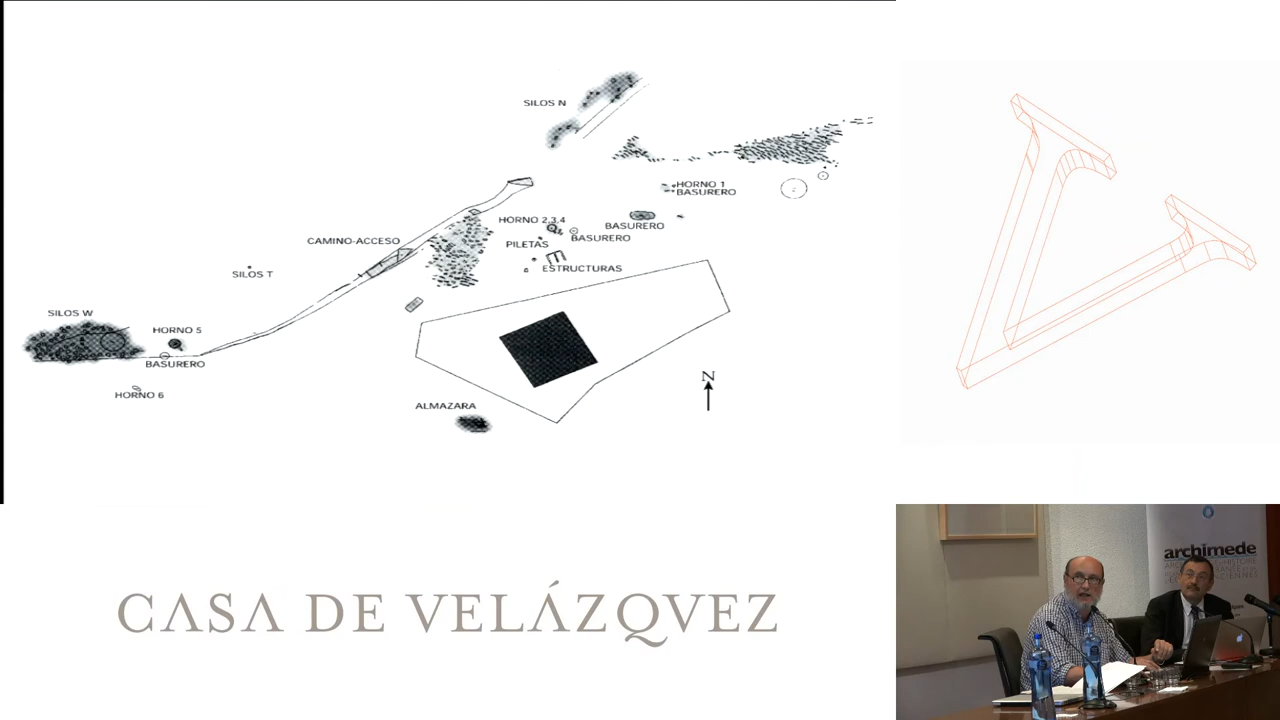 SILOS N
HORNO 1
BASURERO
HORNO 2,3,4
BASURERO
BASURERO
CAMINO-ACCESO
PILETAS
ESTRUCTURAS
SILOS T
SILOS W
HORNO 5
BASURERO
N
HORNO 6
ALMAZARA
CASA DE VELÁZQVEZ
archimede